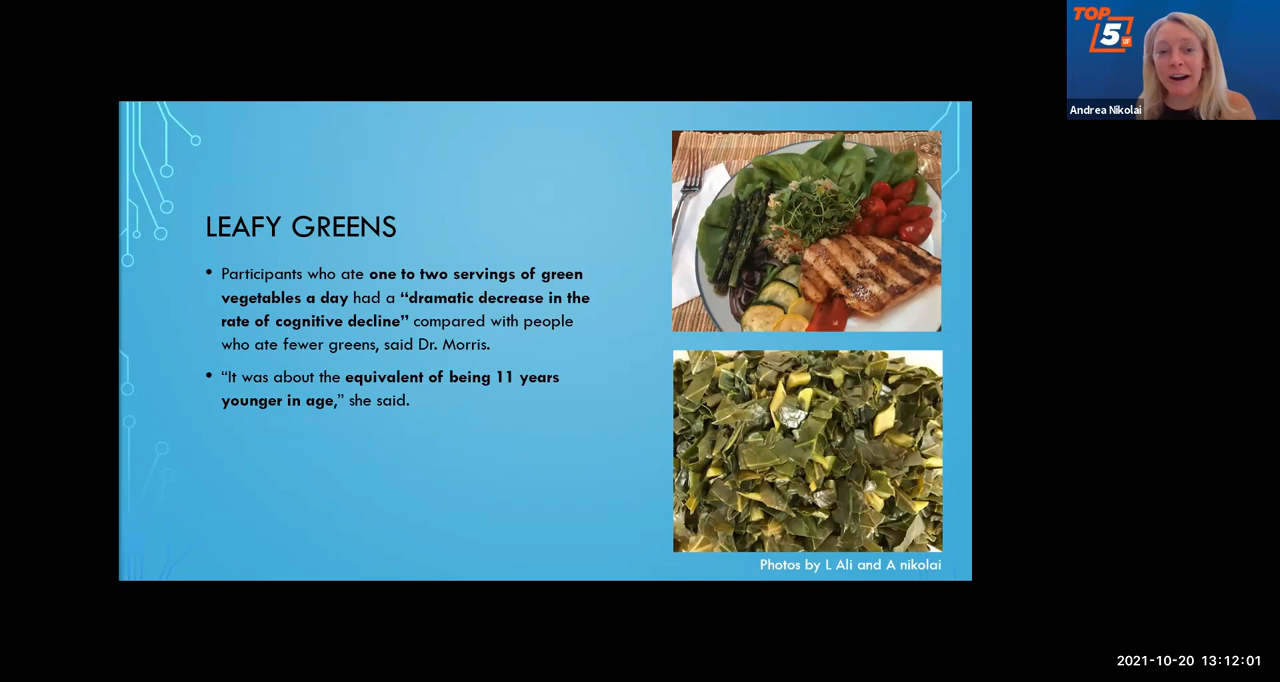 TOP
5
UF
Andrea Nikolai
LEAFY GREENS
• Participants who ate one to two servings of green
vegetables a day had a “dramatic decrease in the
rate of cognitive decline” compared with people
who ate fewer greens, said Dr. Morris.
• “It was about the equivalent of being 11 years
younger in age,” she said.
Photos by L Ali and A nikolai
2021-10-20 13:12:01